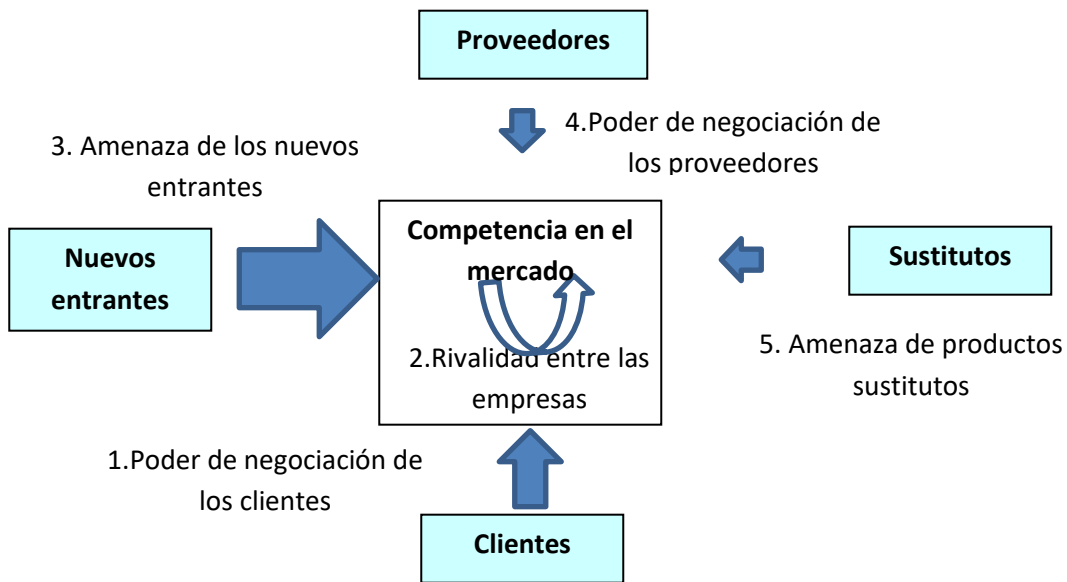 Proveedores
4.Poder de negociación de
los proveedores
3. Amenaza de los nuevos
entrantes
Nuevos
entrantes
Competencia en el
mercado
2.Rivalidad entre las
empresas
Sustitutos
5. Amenaza de productos
sustitutos
1.Poder de negociación de
los clientes
Clientes